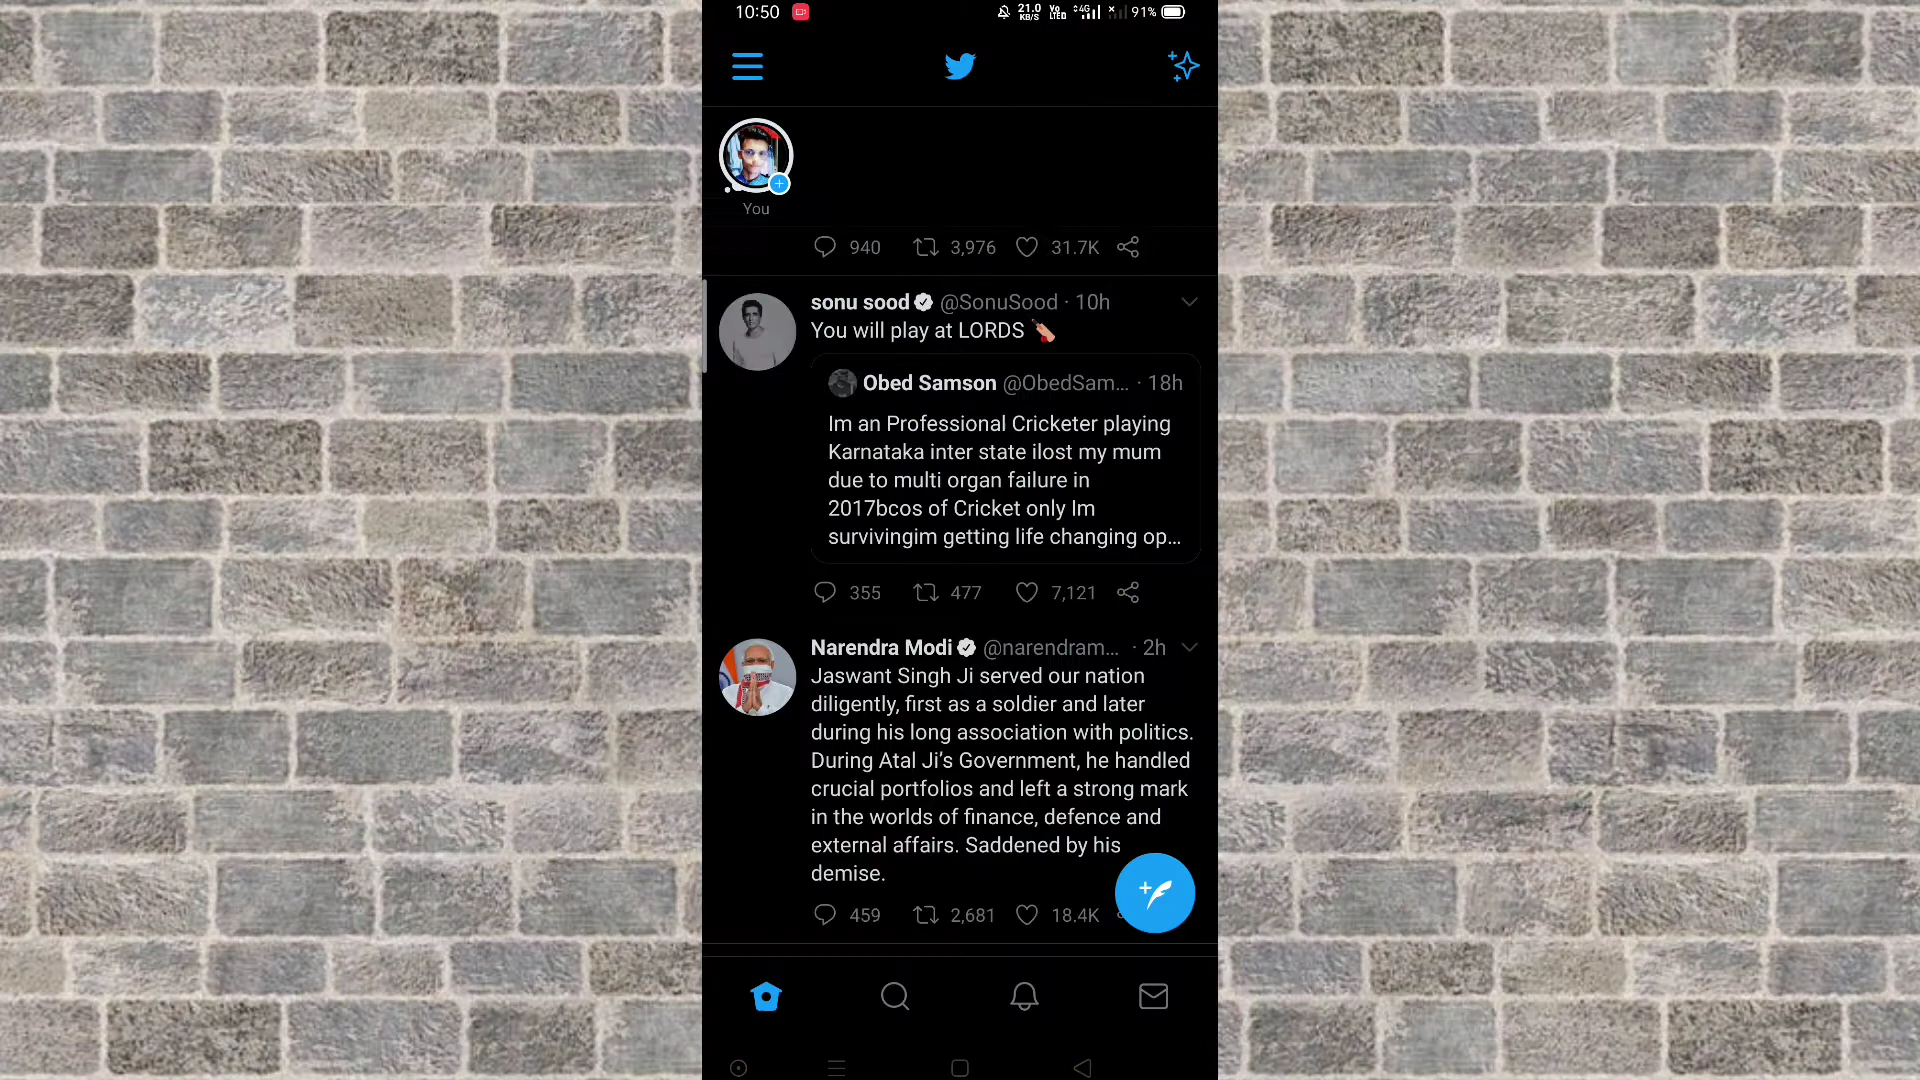 10:50
21.0 KB/S 4G 91%
You
940 3,976 31.7K
sonu sood @SonuSood · 10h
You will play at LORDS
Obed Samson @ObedSam... · 18h
Im an Professional Cricketer playing
Karnataka inter state ilost my mum
due to multi organ failure in
2017bcos of Cricket only Im
survivingim getting life changing op...
355 477 7,121
Narendra Modi @narendram... · 2h
Jaswant Singh Ji served our nation
diligently, first as a soldier and later
during his long association with politics.
During Atal Ji’s Government, he handled
crucial portfolios and left a strong mark
in the worlds of finance, defence and
external affairs. Saddened by his
demise.
459 2,681 18.4K